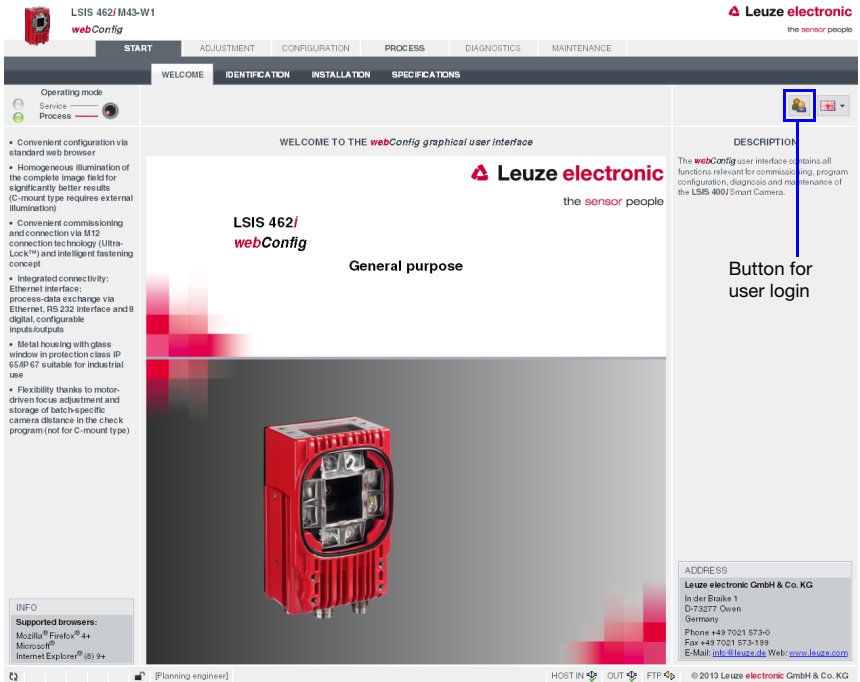 LSIS 462i M43-W1
webConfig
Leuze electronic
the sensor people
START ADJUSTMENT CONFIGURATION PROCESS DIAGNOSTICS MAINTENANCE
WELCOME IDENTIFICATION INSTALLATION SPECIFICATIONS
Operating mode
Service
Process
• Convenient configuration via
standard web browser
• Homogeneous illumination of
the complete image field for
significantly better results
(C-mount type requires external
illumination)
• Convenient commissioning
and connection via M12
connection technology (Ultra-
Lock™) and intelligent fastening
concept
• Integrated connectivity:
Ethernet interface;
process-data exchange via
Ethernet, RS 232 interface and 8
digital, configurable
inputs/outputs
• Metal housing with glass
window in protection class IP
65/IP 67 suitable for industrial
use
• Flexibility thanks to motor-
driven focus adjustment and
storage of batch-specific
camera distance in the check
program (not for C-mount type)
INFO
Supported browsers:
Mozilla® Firefox® 4+
Microsoft®
Internet Explorer® (8) 9+
WELCOME TO THE webConfig graphical user interface
Leuze electronic
the sensor people
LSIS 462i
webConfig
General purpose
DESCRIPTION
The webConfig user interface contains all
functions relevant for commissioning, program
configuration, diagnosis and maintenance of
the LSIS 400i Smart Camera.
Button for
user login
ADDRESS
Leuze electronic GmbH & Co. KG
In der Braike 1
D-73277 Owen
Germany
Phone +49 7021 573-0
Fax +49 7021 573-199
E-Mail: info@leuze.de Web: www.leuze.com
[Planning engineer] HOST IN OUT FTP © 2013 Leuze electronic GmbH & Co. KG